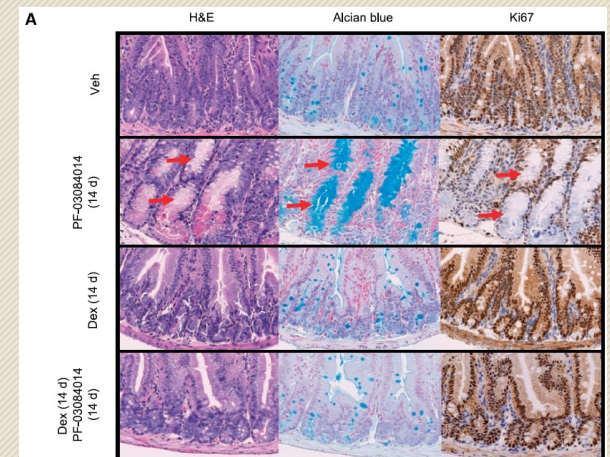 A
H&E Alcian blue Ki67
Veh
PF-03084014
(14 d)
Dex (14 d)
Dex (14 d)
PF-03084014
(14 d)